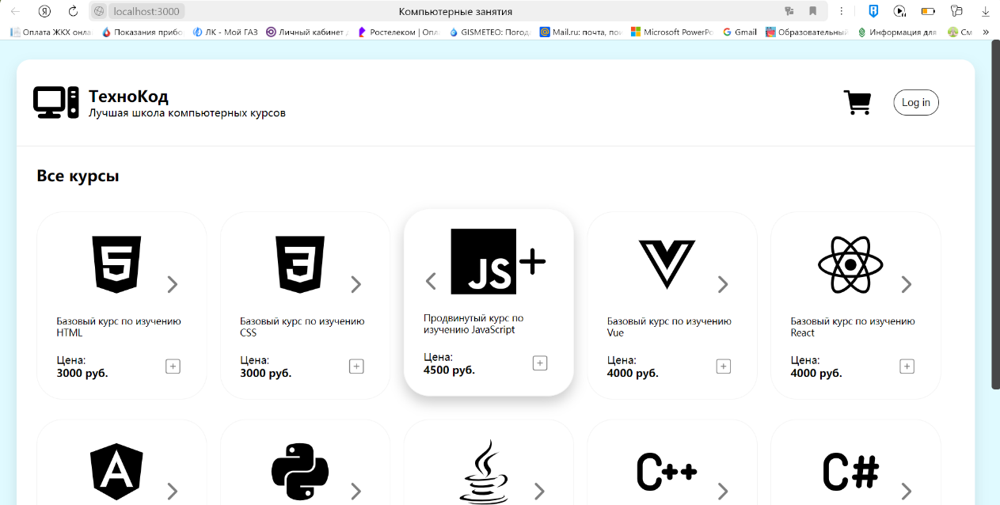 Я
localhost:3000
Компьютерные занятия
Оплата ЖКХ онла
Показания прибо
ЛК - Мой ГАЗ
Личный кабинет
Ростелеком | Опл
GISMETEO: Погода
Mail.ru: почта, пои
Microsoft PowerPo
Gmail
Образовательный
Информация для
См
»
ТехноКод
Лучшая школа компьютерных курсов
Log in
Все курсы
5
Базовый курс по изучению
HTML
Цена:
3000 руб.
3
Базовый курс по изучению
CSS
Цена:
3000 руб.
JS+
Продвинутый курс по
изучению JavaScript
Цена:
4500 руб.
Базовый курс по изучению
Vue
Цена:
4000 руб.
Базовый курс по изучению
React
Цена:
4000 руб.
A
C++
C#